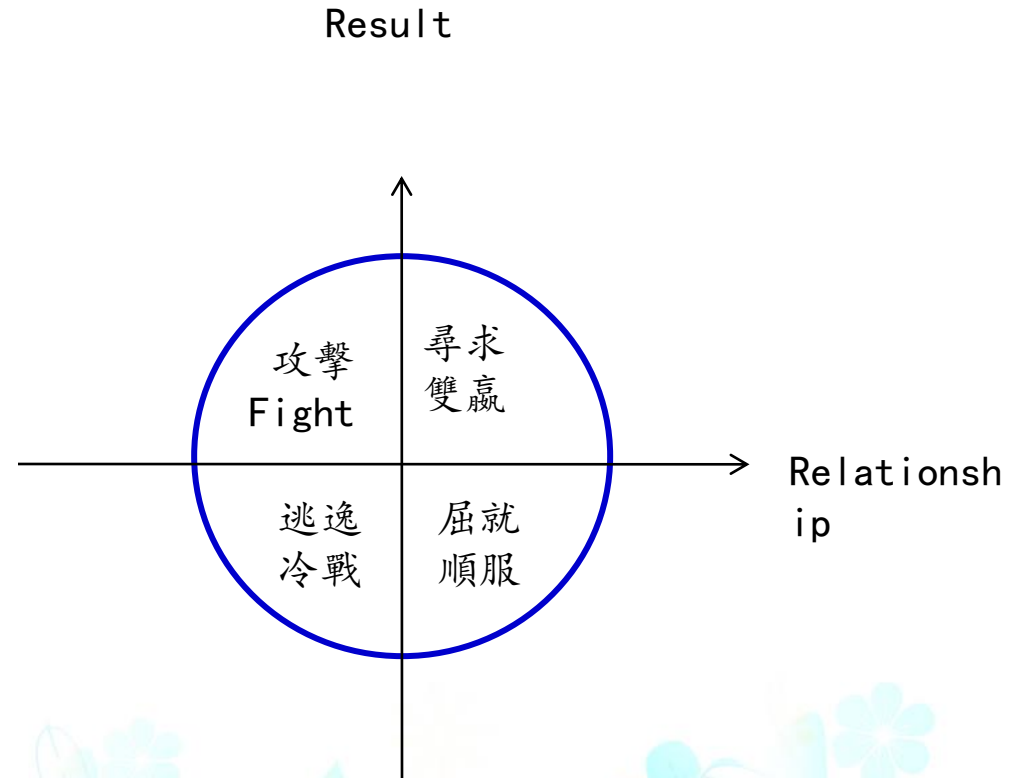 Result
攻擊
Fight
尋求
雙贏
Relationsh
ip
逃逸
冷戰
屈就
順服